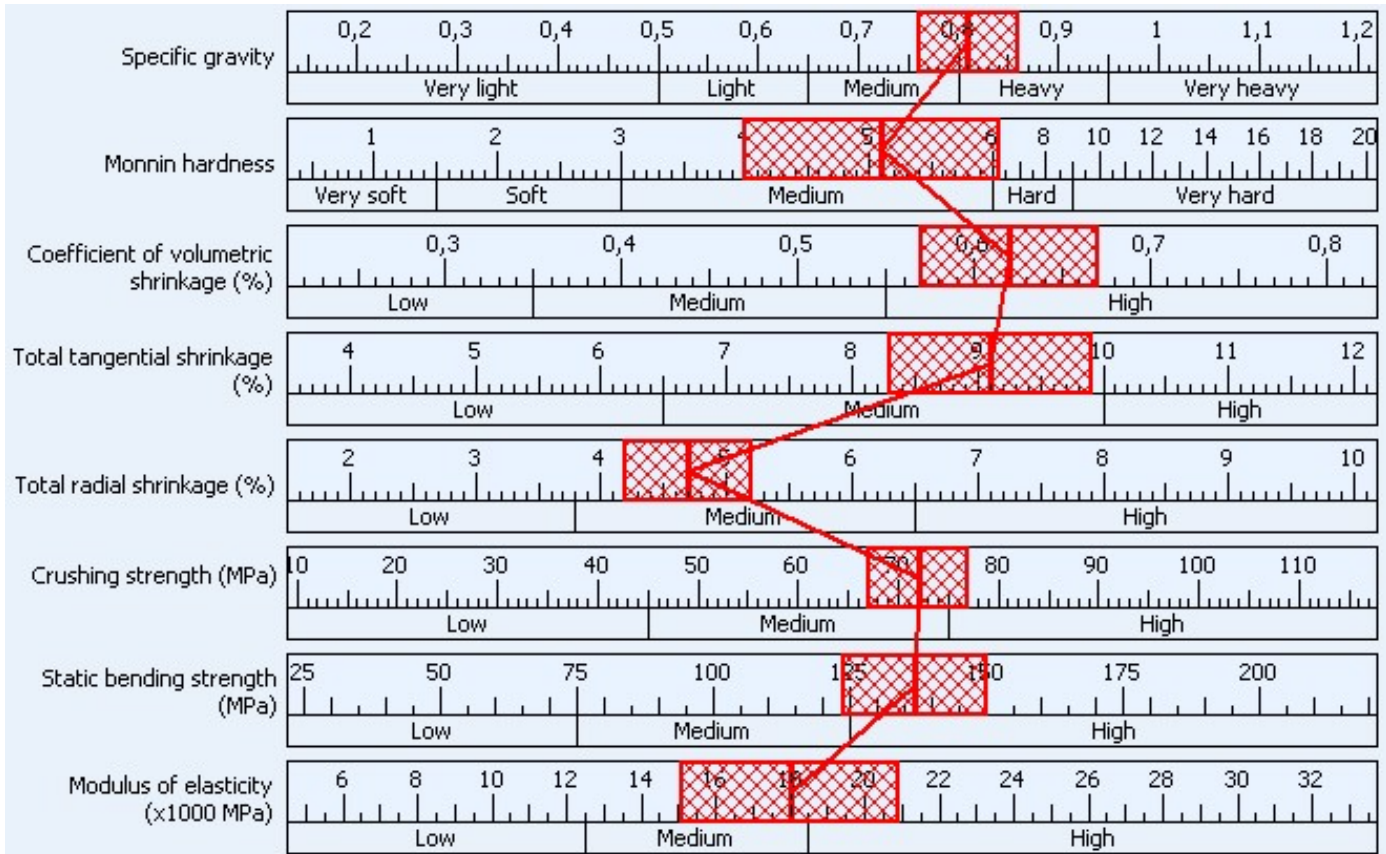 0,2 0,3 0,4 0,5 0,6 0,7 0,8 0,9 1 1,1 1,2
Specific gravity
Very light Light Medium Heavy Very heavy
1 2 3 4 5 6 8 10 12 14 16 18 20
Monnin hardness
Very soft Soft Medium Hard Very hard
0,3 0,4 0,5 0,6 0,7 0,8
Coefficient of volumetric
shrinkage (%)
Low Medium High
4 5 6 7 8 9 10 11 12
Total tangential shrinkage
(%)
Low Medium High
2 3 4 5 6 7 8 9 10
Total radial shrinkage (%)
Low Medium High
10 20 30 40 50 60 70 80 90 100 110
Crushing strength (MPa)
Low Medium High
25 50 75 100 125 150 175 200
Static bending strength
(MPa)
Low Medium High
6 8 10 12 14 16 18 20 22 24 26 28 30 32
Modulus of elasticity
(x1000 MPa)
Low Medium High